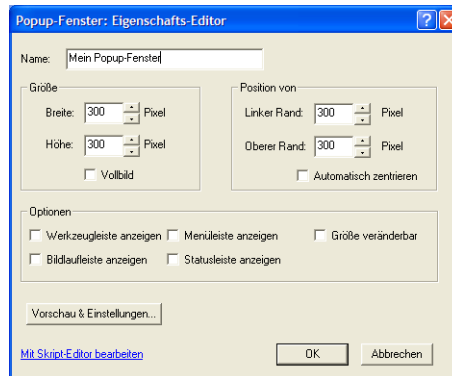 Popup-Fenster: Eigenschafts-Editor
Name: Mein Popup-Fenster
Größe
Breite: 300 Pixel
Höhe: 300 Pixel
Vollbild
Position von
Linker Rand: 300 Pixel
Oberer Rand: 300 Pixel
Automatisch zentrieren
Optionen
Werkzeugleiste anzeigen Menüleiste anzeigen Größe veränderbar
Bildlaufleiste anzeigen Statusleiste anzeigen
Vorschau & Einstellungen...
Mit Skript-Editor bearbeiten OK Abbrechen